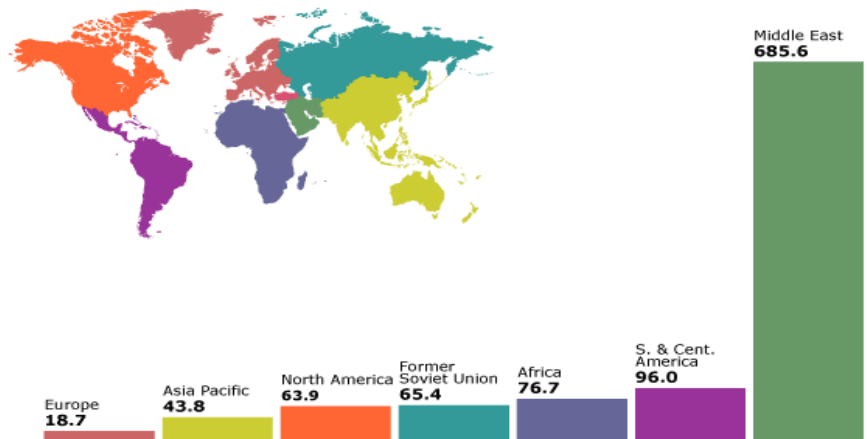 Middle East
685.6
S. & Cent.
America
96.0
Former
Soviet Union
65.4
Africa
76.7
North America
63.9
Asia Pacific
43.8
Europe
18.7